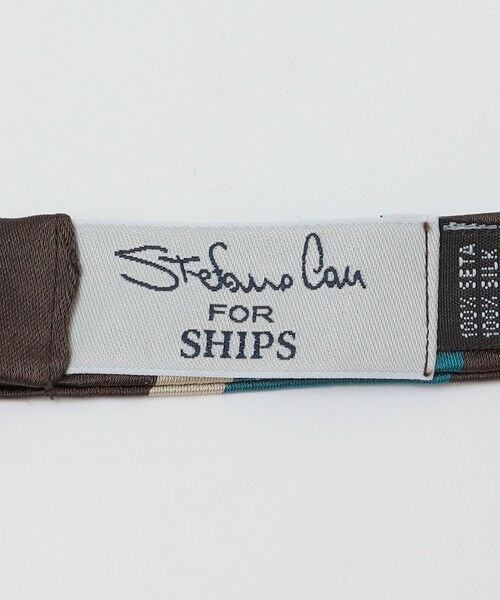 Stefano Cau
FOR
SHIPS
100% SETA
100% SILK